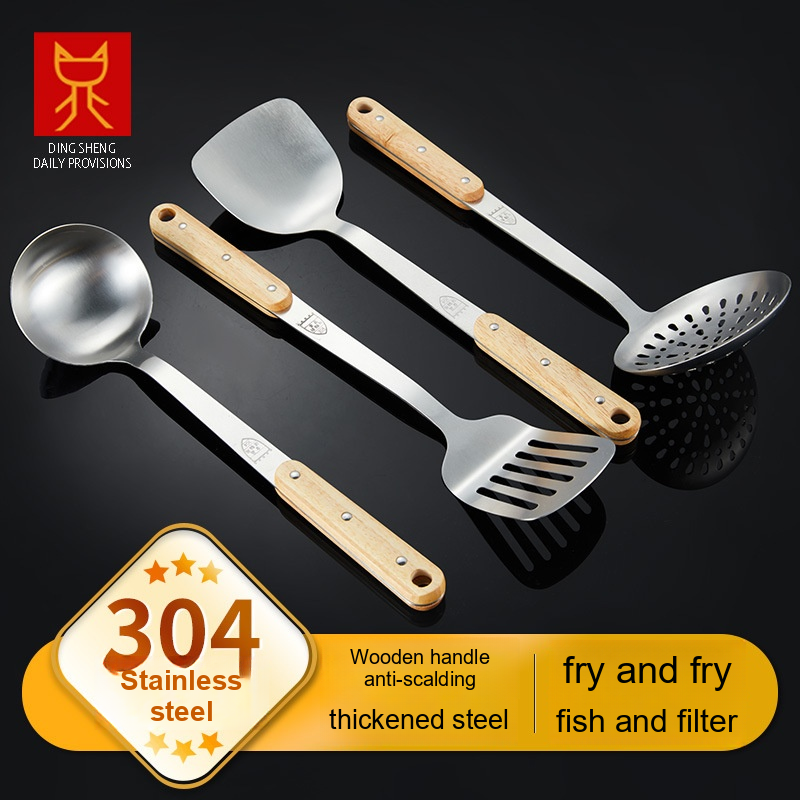 DING SHENG
DAILY PROVISIONS
304
Stainless
steel
Wooden handle
anti-scalding
thickened steel
fry and fry
fish and filter